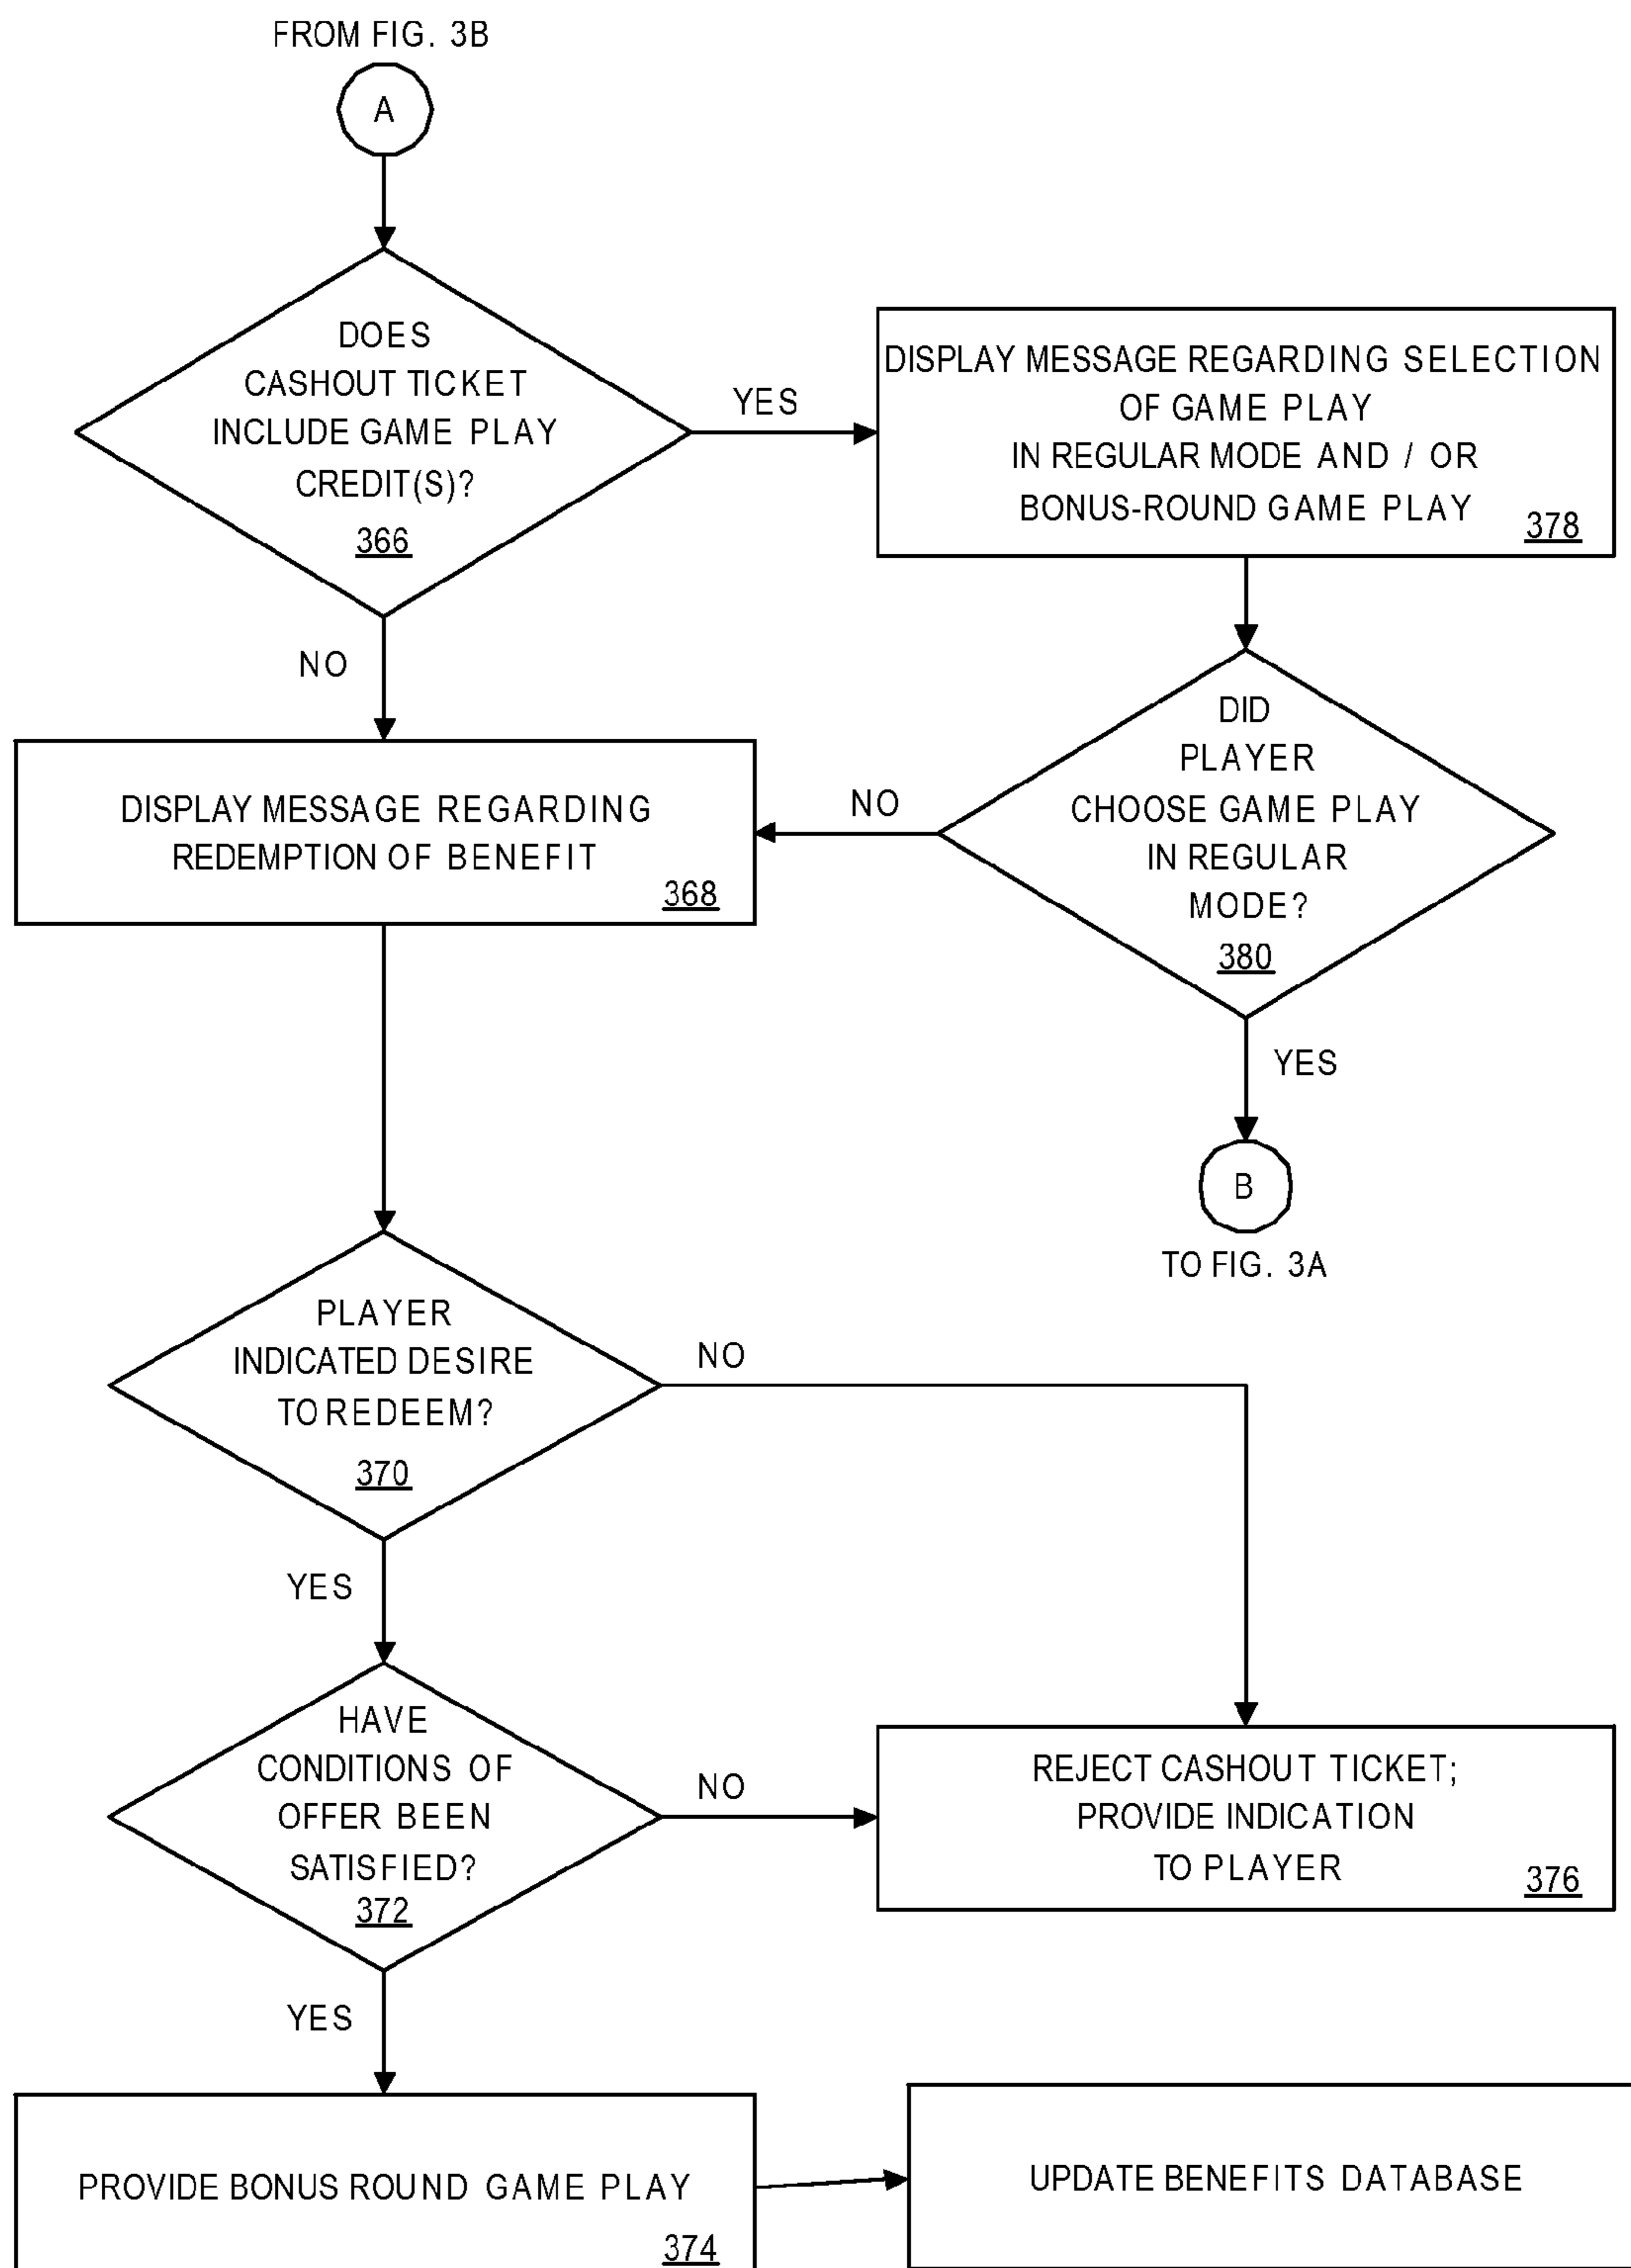 FROM FIG. 3B
A
DOES
CASHOUT TICKET
INCLUDE GAME PLAY
CREDIT(S)?
366
YES
DISPLAY MESSAGE REGARDING SELECTION
OF GAME PLAY
IN REGULAR MODE AND / OR
BONUS-ROUND GAME PLAY
378
NO
DISPLAY MESSAGE REGARDING
REDEMPTION OF BENEFIT
368
NO
DID
PLAYER
CHOOSE GAME PLAY
IN REGULAR
MODE?
380
YES
B
TO FIG. 3A
PLAYER
INDICATED DESIRE
TO REDEEM?
370
NO
YES
HAVE
CONDITIONS OF
OFFER BEEN
SATISFIED?
372
NO
REJECT CASHOUT TICKET;
PROVIDE INDICATION
TO PLAYER
376
YES
PROVIDE BONUS ROUND GAME PLAY
374
UPDATE BENEFITS DATABASE